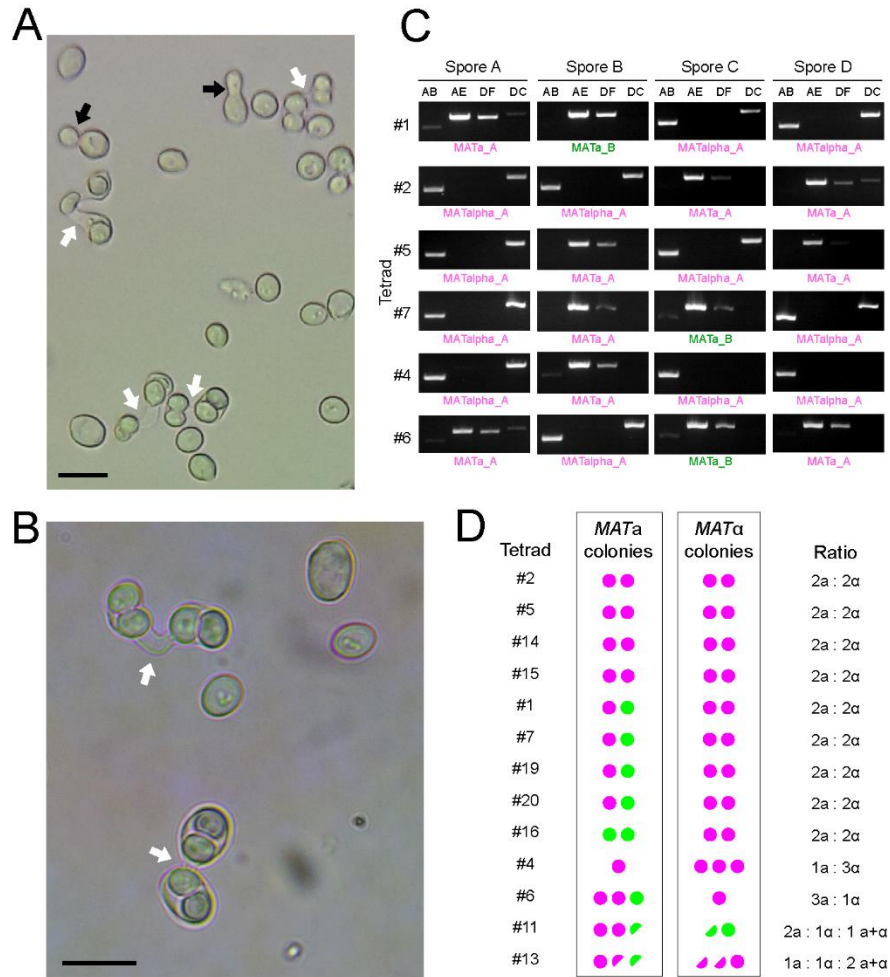 A
B
C
Spore A Spore B Spore C Spore D
AB AE DF DC AB AE DF DC AB AE DF DC AB AE DF DC
Tetrad
#1
MATa_A MATa_B MATalpha_A MATalpha_A
#2
MATalpha_A MATalpha_A MATa_A MATa_A
#5
MATalpha_A MATa_A MATalpha_A MATa_A
#7
MATalpha_A MATa_A MATa_B MATalpha_A
#4
MATalpha_A MATa_A MATalpha_A MATalpha_A
#6
MATa_A MATalpha_A MATa_B MATa_A
D
Tetrad MATa colonies MATα colonies Ratio
#2 2a : 2α
#5 2a : 2α
#14 2a : 2α
#15 2a : 2α
#1 2a : 2α
#7 2a : 2α
#19 2a : 2α
#20 2a : 2α
#16 2a : 2α
#4 1a : 3α
#6 3a : 1α
#11 2a : 1α : 1 a+α
#13 1a : 1α : 2 a+α